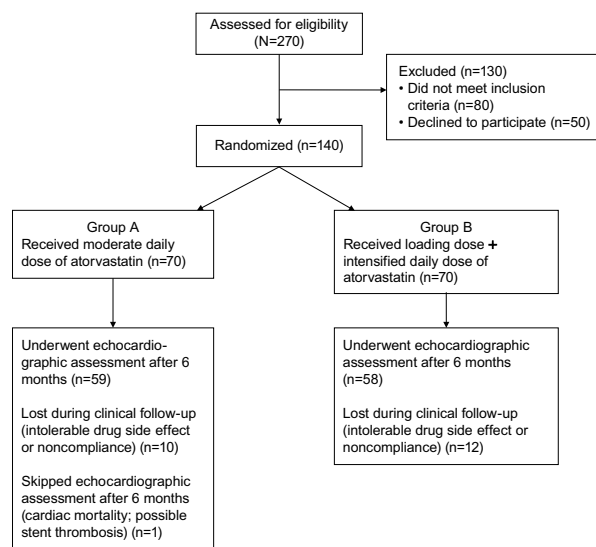 Assessed for eligibility
(N=270)
Excluded (n=130)
• Did not meet inclusion
criteria (n=80)
• Declined to participate (n=50)
Randomized (n=140)
Group A
Received moderate daily
dose of atorvastatin (n=70)
Group B
Received loading dose +
intensified daily dose of
atorvastatin (n=70)
Underwent echocardio-
graphic assessment after 6
months (n=59)
Lost during clinical follow-up
(intolerable drug side effect
or noncompliance) (n=10)
Skipped echocardiographic
assessment after 6 months
(cardiac mortality; possible
stent thrombosis) (n=1)
Underwent echocardiographic
assessment after 6 months
(n=58)
Lost during clinical follow-up
(intolerable drug side effect or
noncompliance) (n=12)